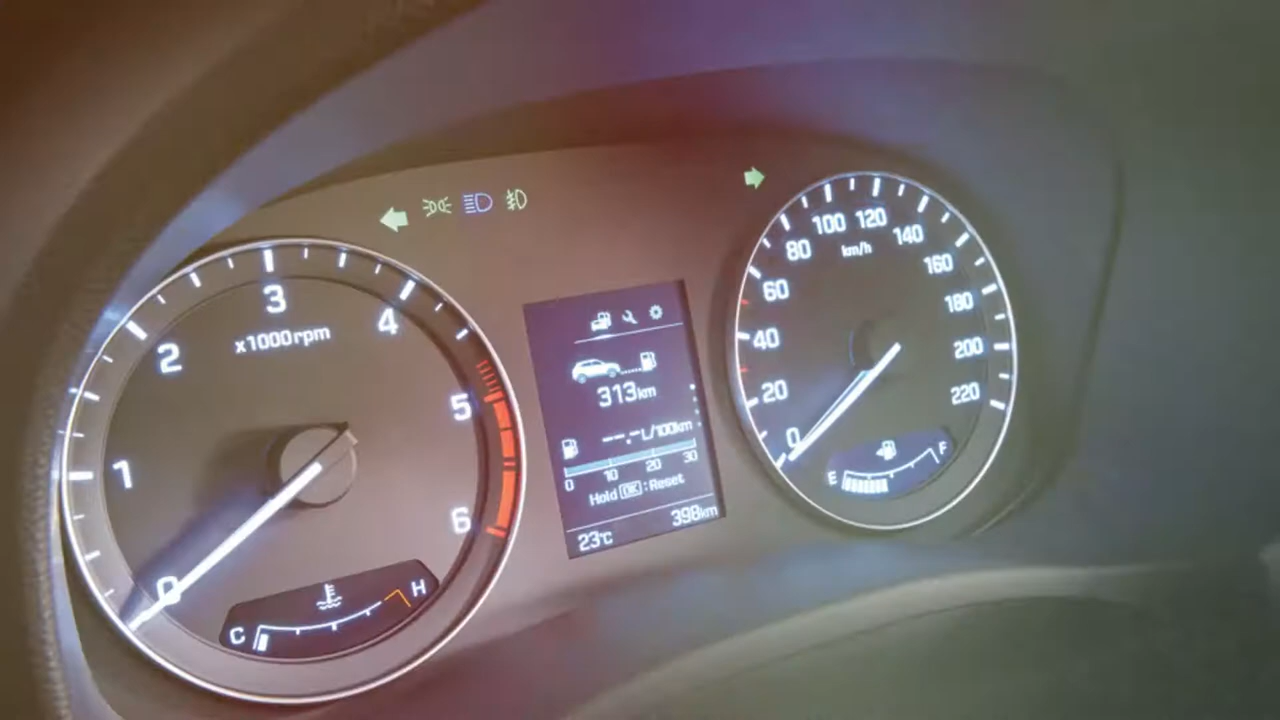 0
1
2
3
4
5
6
x1000rpm
C H
313km
--.- L/100km
0 10 20 30
Hold OK : Reset
398km
23°C
0
20
40
60
80
100
120
140
160
180
200
220
km/h
E F